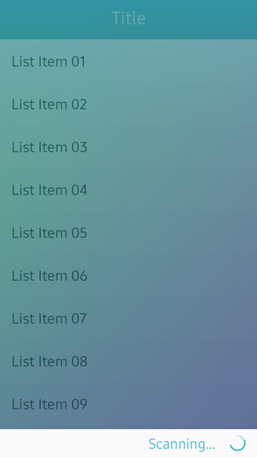 Title
List Item 01
List Item 02
List Item 03
List Item 04
List Item 05
List Item 06
List Item 07
List Item 08
List Item 09
Scanning...